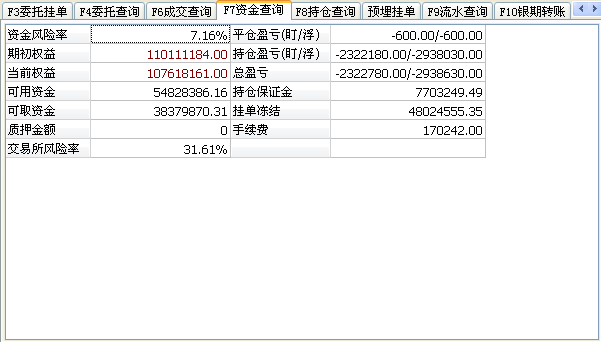 F3委托挂单 F4委托查询 F6成交查询 F7资金查询 F8持仓查询 预埋挂单 F9流水查询 F10银期转账
资金风险率 7.16% 平仓盈亏(盯/浮) -600.00/-600.00
期初权益 110111184.00 持仓盈亏(盯/浮) -2322180.00/-2938030.00
当前权益 107618161.00 总盈亏 -2322780.00/-2938630.00
可用资金 54828386.16 持仓保证金 7703249.49
可取资金 38379870.31 挂单冻结 48024555.35
质押金额 0 手续费 170242.00
交易所风险率 31.61%